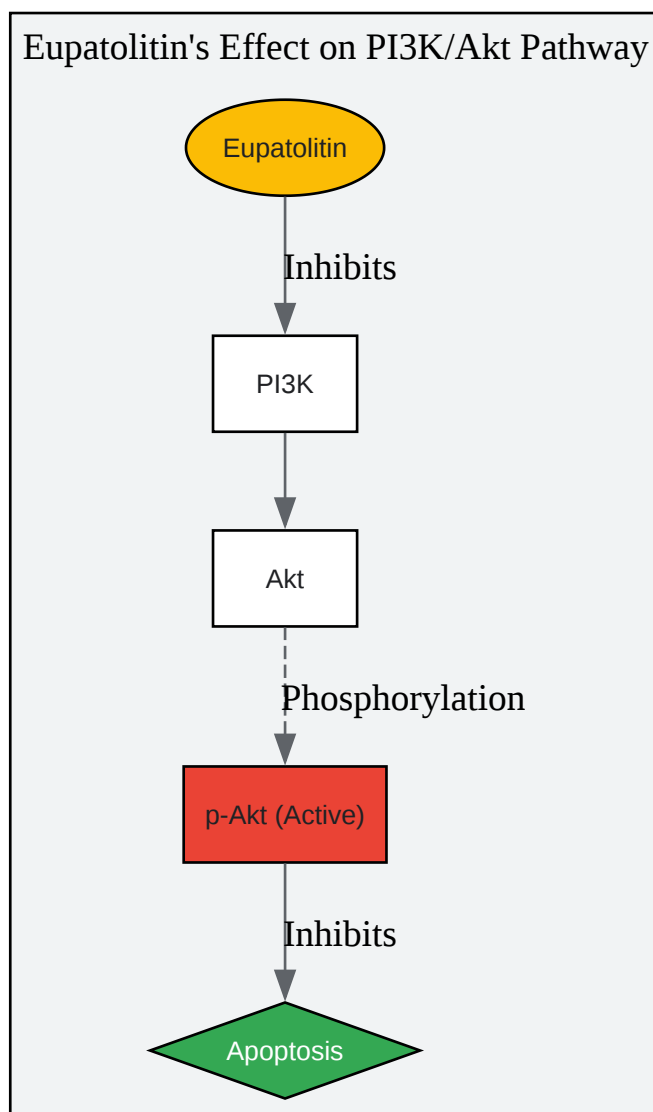 Eupatolitin's Effect on PI3K/Akt Pathway
Eupatolitin
Inhibits
PI3K
Akt
Phosphorylation
p-Akt (Active)
Inhibits
Apoptosis